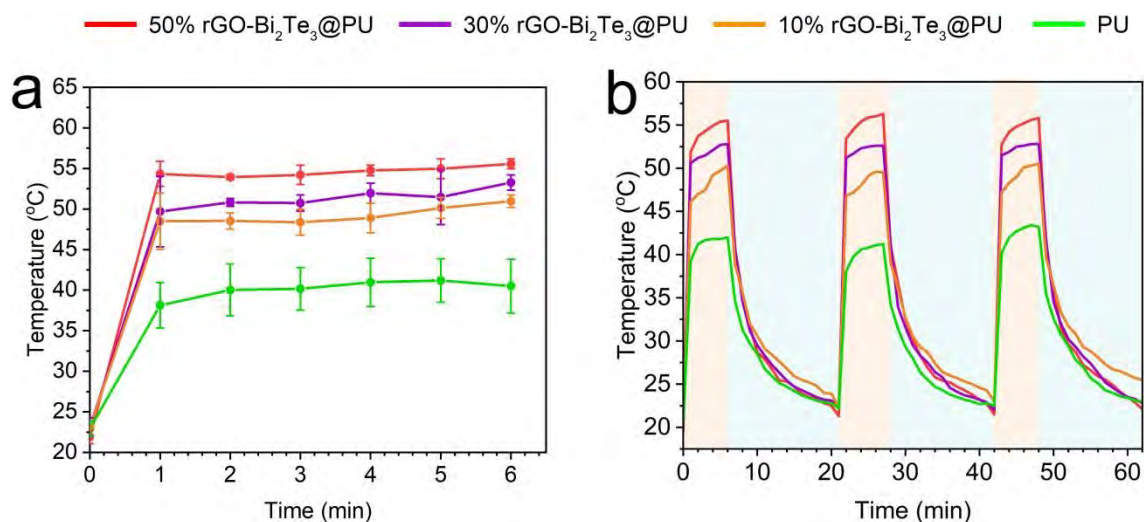 50% rGO-Bi₂Te₃@PU 30% rGO-Bi₂Te₃@PU 10% rGO-Bi₂Te₃@PU PU
a
65
60
55
50
45
40
35
30
25
20
Temperature (ºC)
0 1 2 3 4 5 6
Time (min)
b
60
55
50
45
40
35
30
25
20
Temperature (ºC)
0 10 20 30 40 50 60
Time (min)